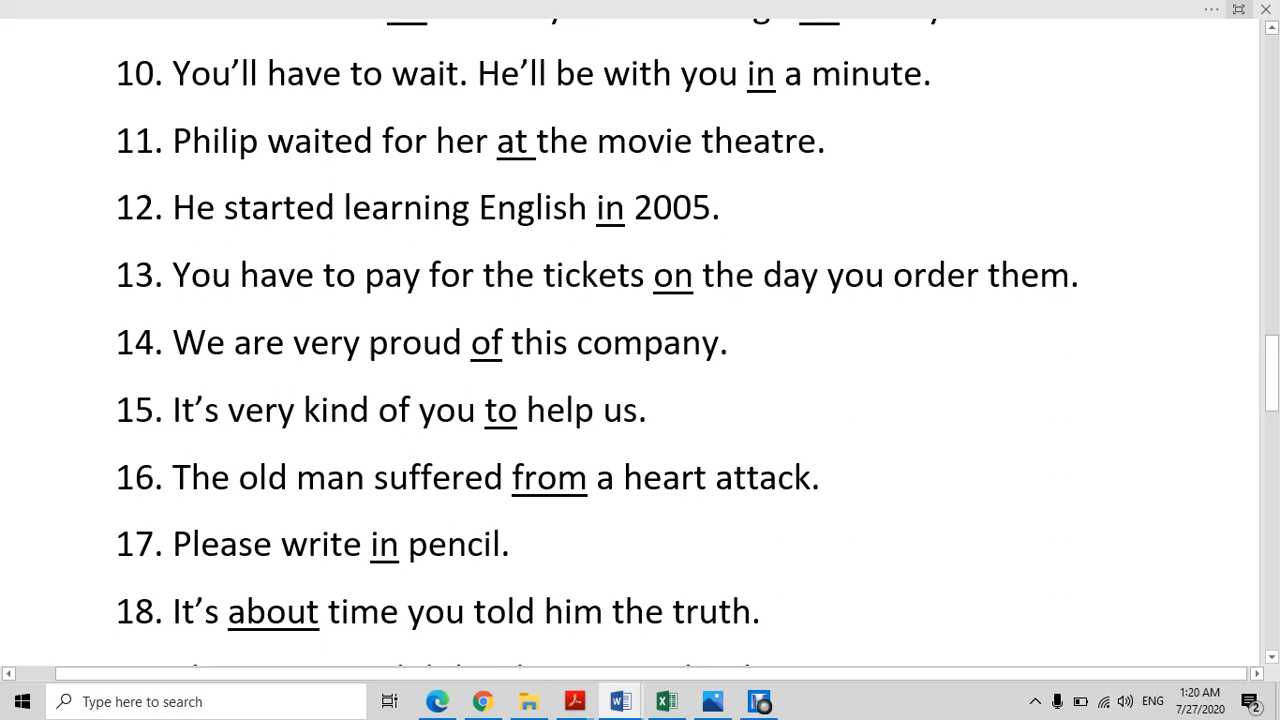 10. You’ll have to wait. He’ll be with you in a minute.
11. Philip waited for her at the movie theatre.
12. He started learning English in 2005.
13. You have to pay for the tickets on the day you order them.
14. We are very proud of this company.
15. It’s very kind of you to help us.
16. The old man suffered from a heart attack.
17. Please write in pencil.
18. It’s about time you told him the truth.
Type here to search
ENG
1:20 AM
7/27/2020
2